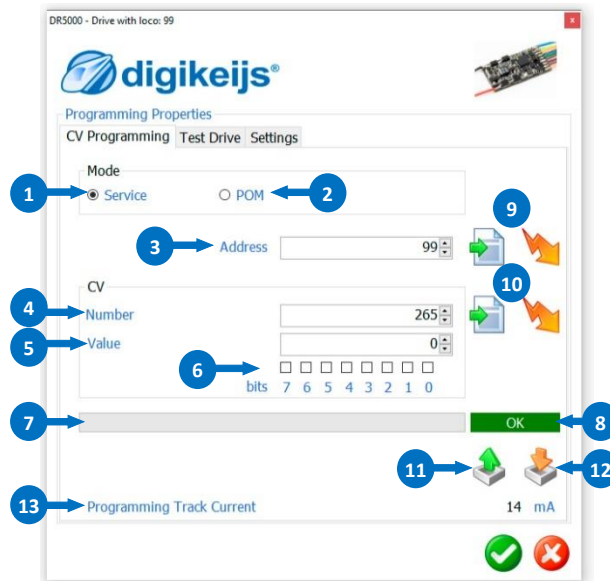 DR5000 - Drive with loco: 99
x
digikeijs®
Programming Properties
CV Programming Test Drive Settings
Mode
1 Service POM 2
9
3 Address 99
CV
10
4 Number 265
5 Value 0
6
bits 7 6 5 4 3 2 1 0
7 OK 8
11 12
13 Programming Track Current 14 mA